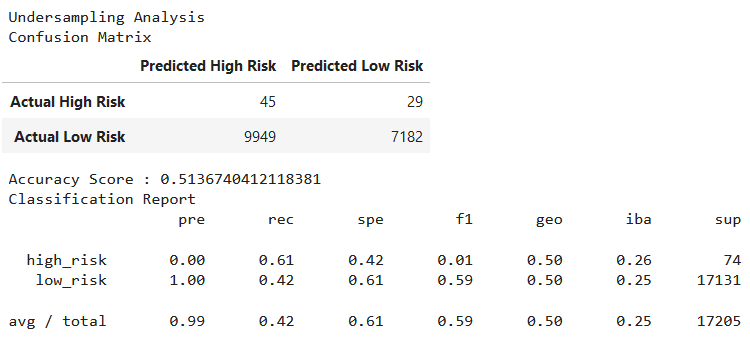 Undersampling Analysis
Confusion Matrix
Predicted High Risk Predicted Low Risk
Actual High Risk 45 29
Actual Low Risk 9949 7182
Accuracy Score : 0.5136740412118381
Classification Report
pre rec spe f1 geo iba sup
high_risk 0.00 0.61 0.42 0.01 0.50 0.26 74
low_risk 1.00 0.42 0.61 0.59 0.50 0.25 17131
avg / total 0.99 0.42 0.61 0.59 0.50 0.25 17205